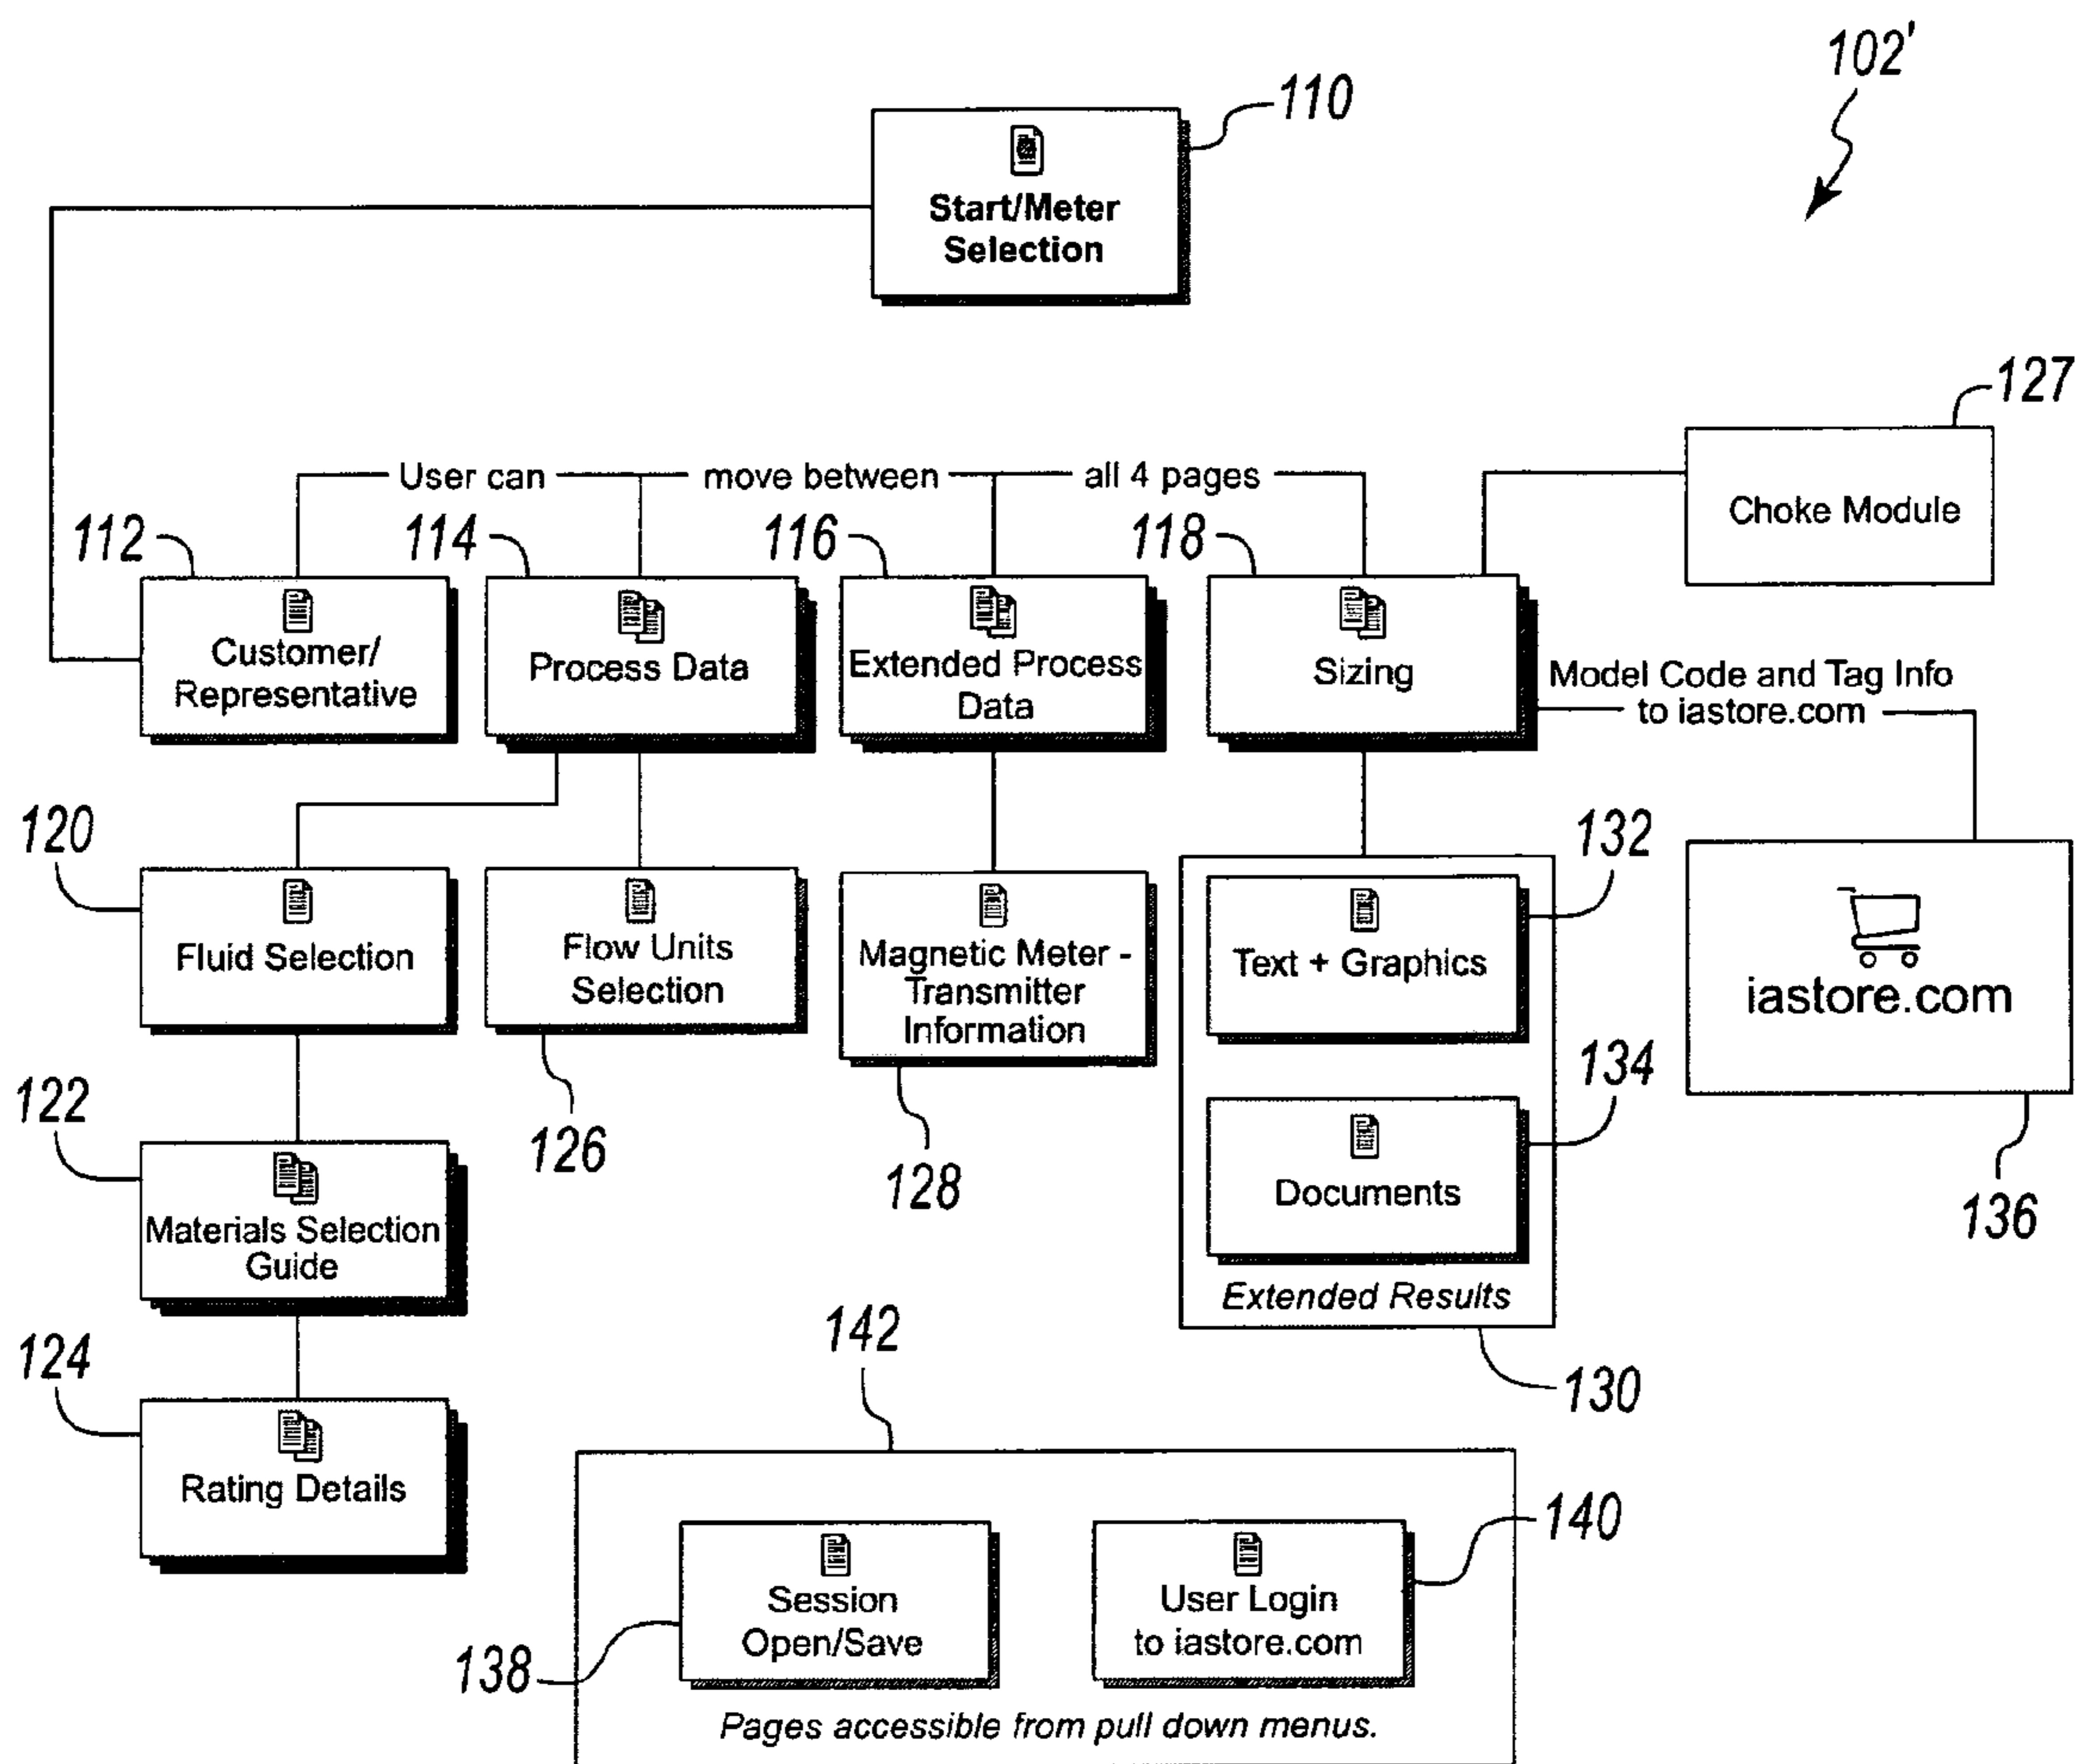 102'
110
Start/Meter
Selection
127
Choke Module
User can move between all 4 pages
112
114
116
118
Customer/
Representative
Process Data
Extended Process
Data
Sizing
Model Code and Tag Info
to iastore.com
120
Fluid Selection
Flow Units
Selection
126
Magnetic Meter -
Transmitter
Information
128
132
Text + Graphics
134
Documents
Extended Results
130
iastore.com
136
122
Materials Selection
Guide
124
Rating Details
142
138
Session
Open/Save
140
User Login
to iastore.com
Pages accessible from pull down menus.